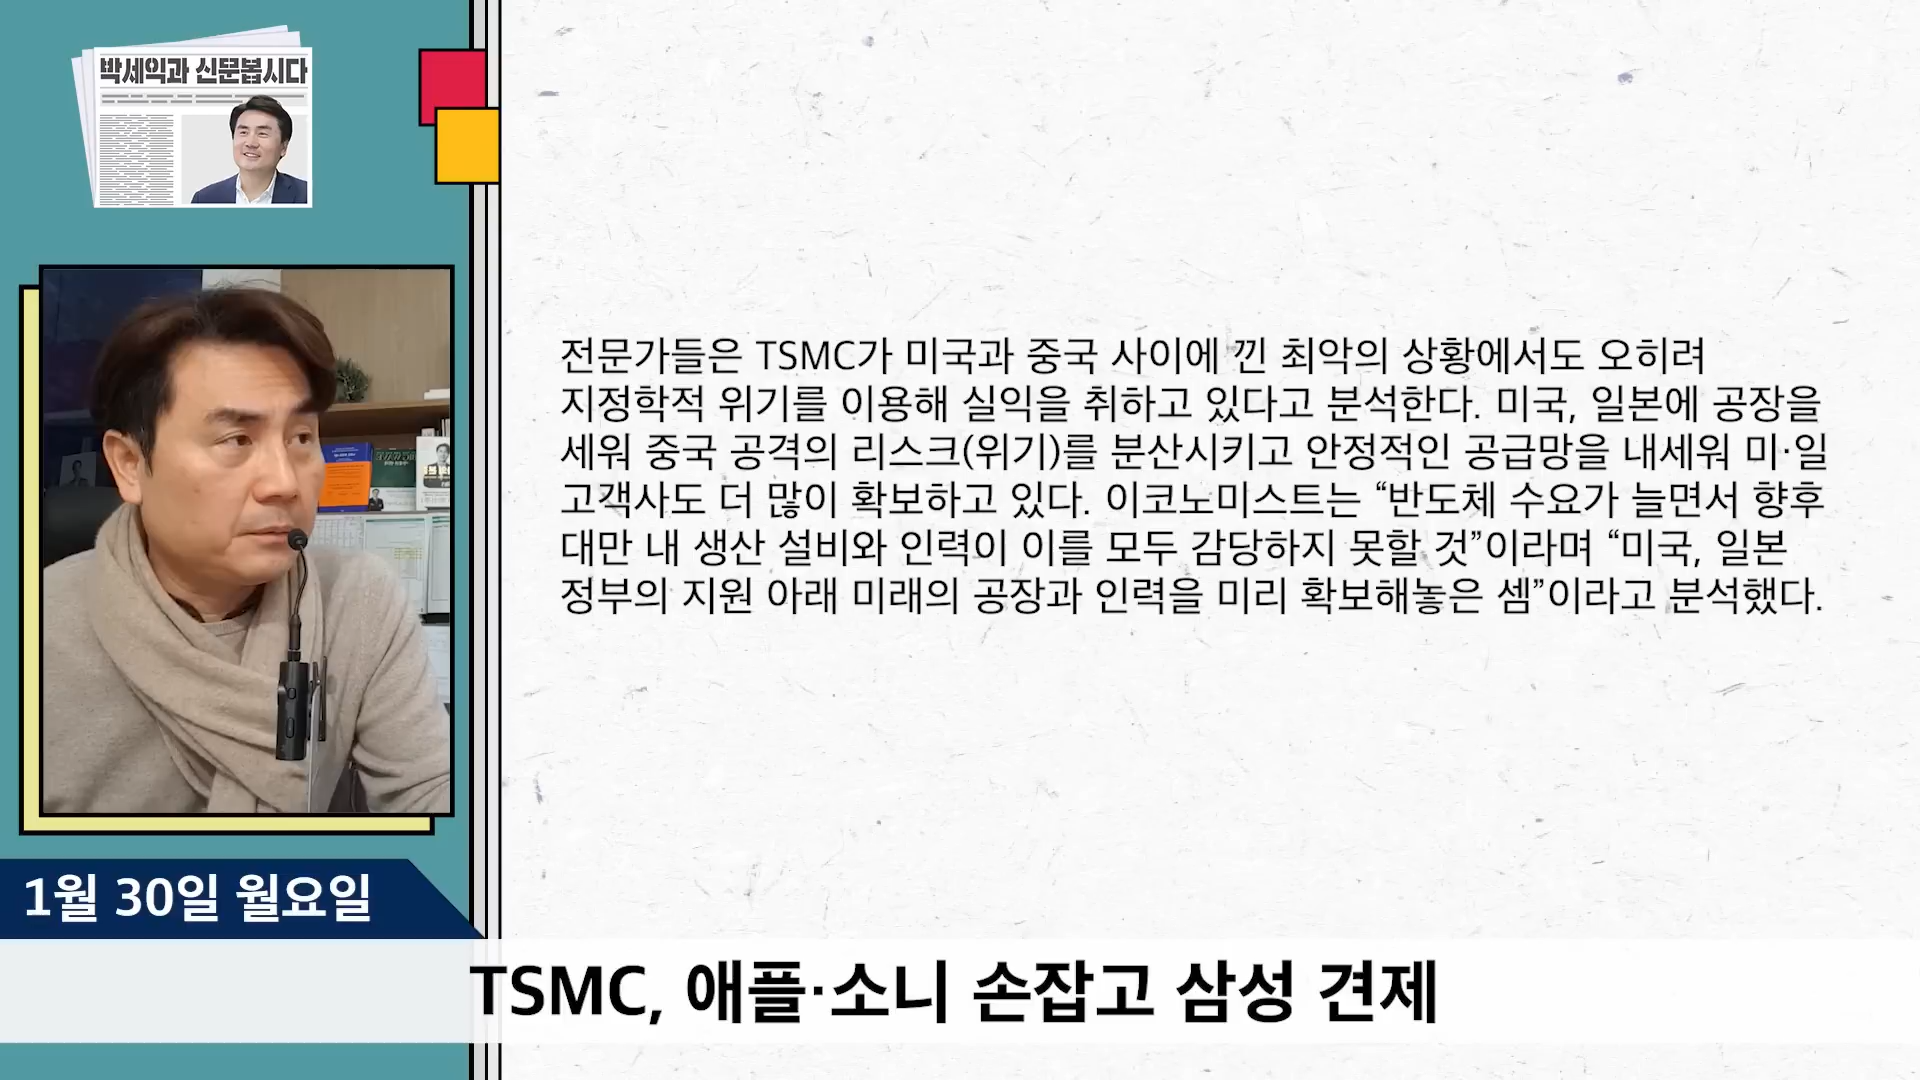 박세익과 신문봅시다
전문가들은 TSMC가 미국과 중국 사이에 낀 최악의 상황에서도 오히려
지정학적 위기를 이용해 실익을 취하고 있다고 분석한다. 미국, 일본에 공장을
세워 중국 공격의 리스크(위기)를 분산시키고 안정적인 공급망을 내세워 미·일
고객사도 더 많이 확보하고 있다. 이코노미스트는 “반도체 수요가 늘면서 향후
대만 내 생산 설비와 인력이 이를 모두 감당하지 못할 것”이라며 “미국, 일본
정부의 지원 아래 미래의 공장과 인력을 미리 확보해놓은 셈”이라고 분석했다.
1월 30일 월요일
TSMC, 애플·소니 손잡고 삼성 견제